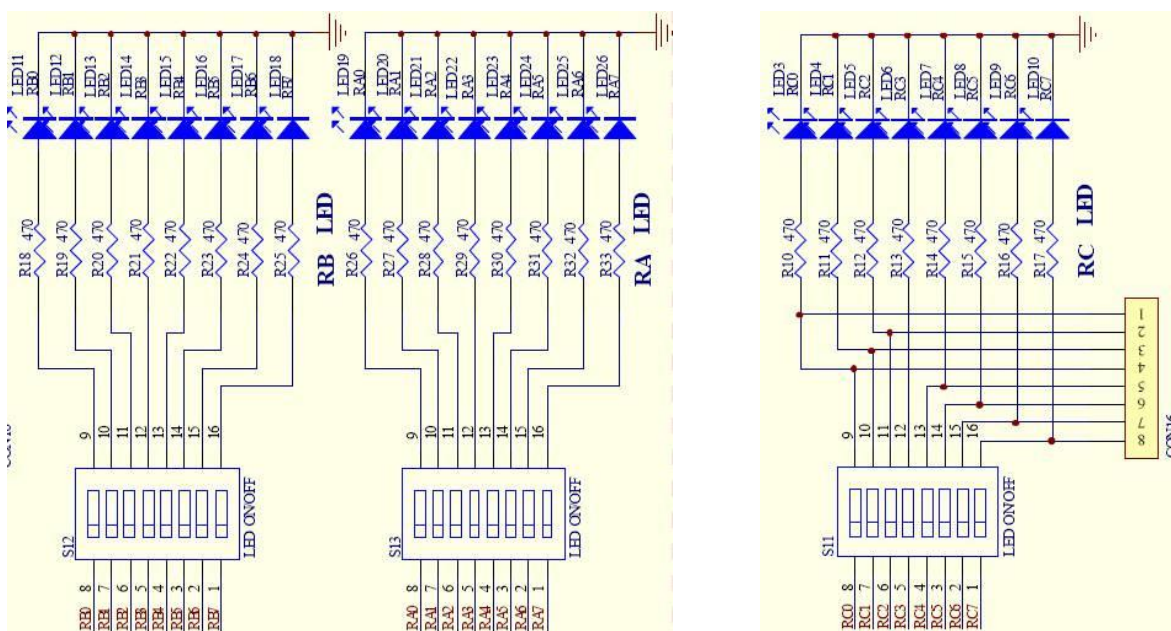 LED11
RB0
LED12
RB1
LED13
RB2
LED14
RB3
LED15
RB4
LED16
RB5
LED17
RB6
LED18
RB7
R18 470
R19 470
R20 470
R21 470
R22 470
R23 470
R24 470
R25 470
RB LED
9
10
11
12
13
14
15
16
S12
LED ON/OFF
RB0 8
RB1 7
RB2 6
RB3 5
RB4 4
RB5 3
RB6 2
RB7 1
LED19
RA0
LED20
RA1
LED21
RA2
LED22
RA3
LED23
RA4
LED24
RA5
LED25
RA6
LED26
RA7
R26 470
R27 470
R28 470
R29 470
R30 470
R31 470
R32 470
R33 470
RA LED
9
10
11
12
13
14
15
16
S13
LED ON/OFF
RA0 8
RA1 7
RA2 6
RA3 5
RA4 4
RA5 3
RA6 2
RA7 1
LED3
RC0
LED4
RC1
LED5
RC2
LED6
RC3
LED7
RC4
LED8
RC5
LED9
RC6
LED10
RC7
R10 470
R11 470
R12 470
R13 470
R14 470
R15 470
R16 470
R17 470
RC LED
1
2
3
4
5
6
7
8
9
10
11
12
13
14
15
16
S11
LED ON/OFF
RC0 8
RC1 7
RC2 6
RC3 5
RC4 4
RC5 3
RC6 2
RC7 1